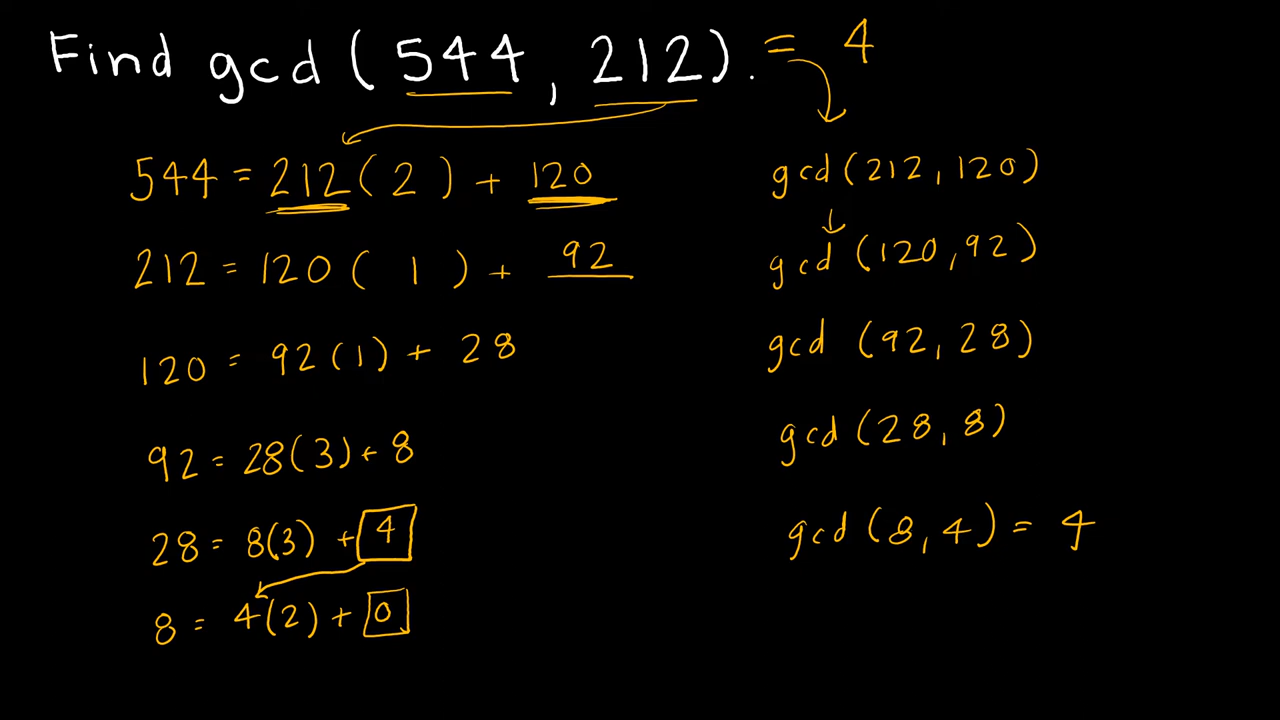 Find gcd(544, 212). = 4
544 = 212(2) + 120
gcd(212, 120)
212 = 120(1) + 92
gcd(120, 92)
120 = 92(1) + 28
gcd(92, 28)
92 = 28(3) + 8
gcd(28, 8)
28 = 8(3) + 4
gcd(8, 4) = 4
8 = 4(2) + 0